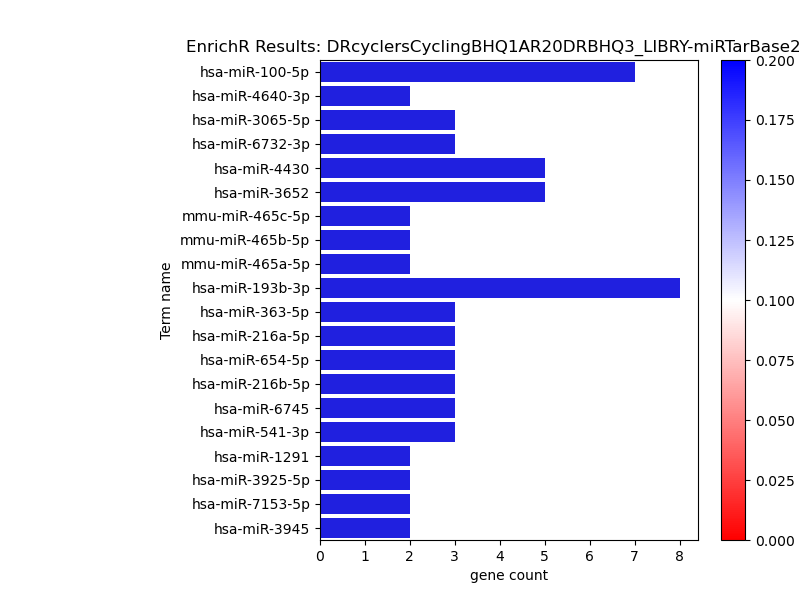 EnrichR Results: DRcyclersCyclingBHQ1AR20DRBHQ3_LIBRY-miRTarBase2
hsa-miR-100-5p
hsa-miR-4640-3p
hsa-miR-3065-5p
hsa-miR-6732-3p
hsa-miR-4430
hsa-miR-3652
mmu-miR-465c-5p
mmu-miR-465b-5p
mmu-miR-465a-5p
hsa-miR-193b-3p
hsa-miR-363-5p
hsa-miR-216a-5p
hsa-miR-654-5p
hsa-miR-216b-5p
hsa-miR-6745
hsa-miR-541-3p
hsa-miR-1291
hsa-miR-3925-5p
hsa-miR-7153-5p
hsa-miR-3945
Term name
0 1 2 3 4 5 6 7 8
gene count
0.200
0.175
0.150
0.125
0.100
0.075
0.050
0.025
0.000